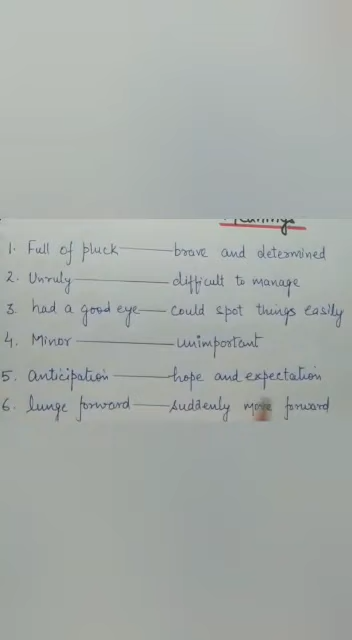 Meanings
1. Full of pluck — brave and determined
2. Unruly — difficult to manage
3. had a good eye — could spot things easily
4. Minor — unimportant
5. anticipation — hope and expectation
6. lunge forward — suddenly move forward